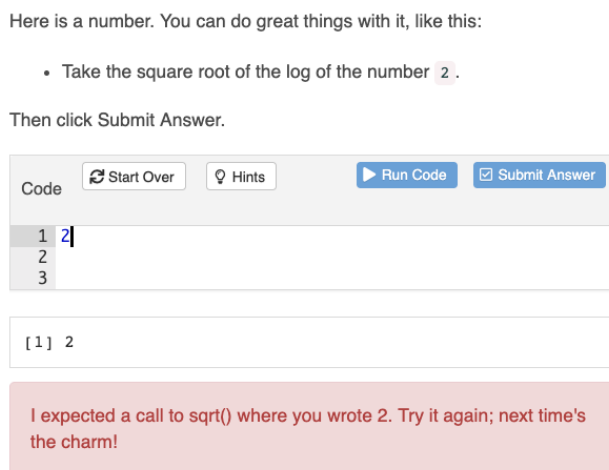 Here is a number. You can do great things with it, like this:
• Take the square root of the log of the number 2 .
Then click Submit Answer.
Code Start Over Hints Run Code Submit Answer
1 2
2
3
[1] 2
I expected a call to sqrt() where you wrote 2. Try it again; next time's
the charm!